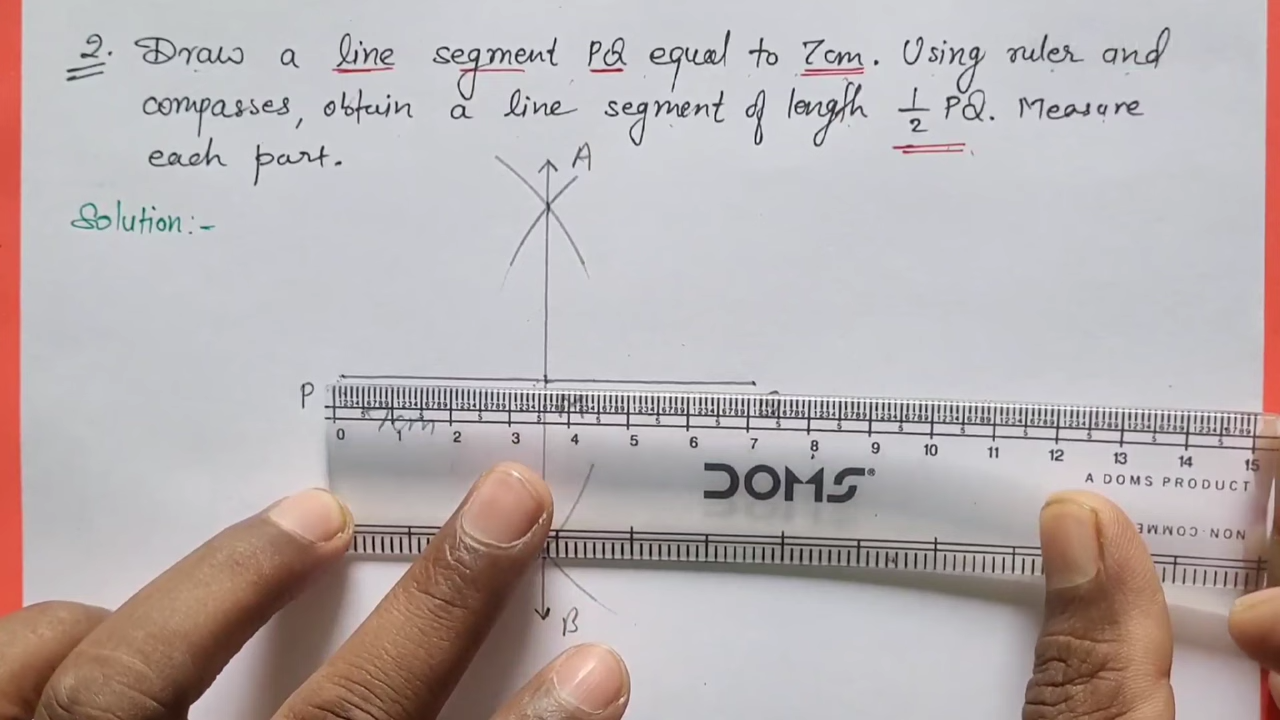 2. Draw a line segment PQ equal to 7cm. Using ruler and
compasses, obtain a line segment of length 1/2 PQ. Measure
each part.
A
Solution:-
P
7cm
0 1 2 3 4 5 6 7 8 9 10 11 12 13 14 15
DOMS®
A DOMS PRODUCT
B